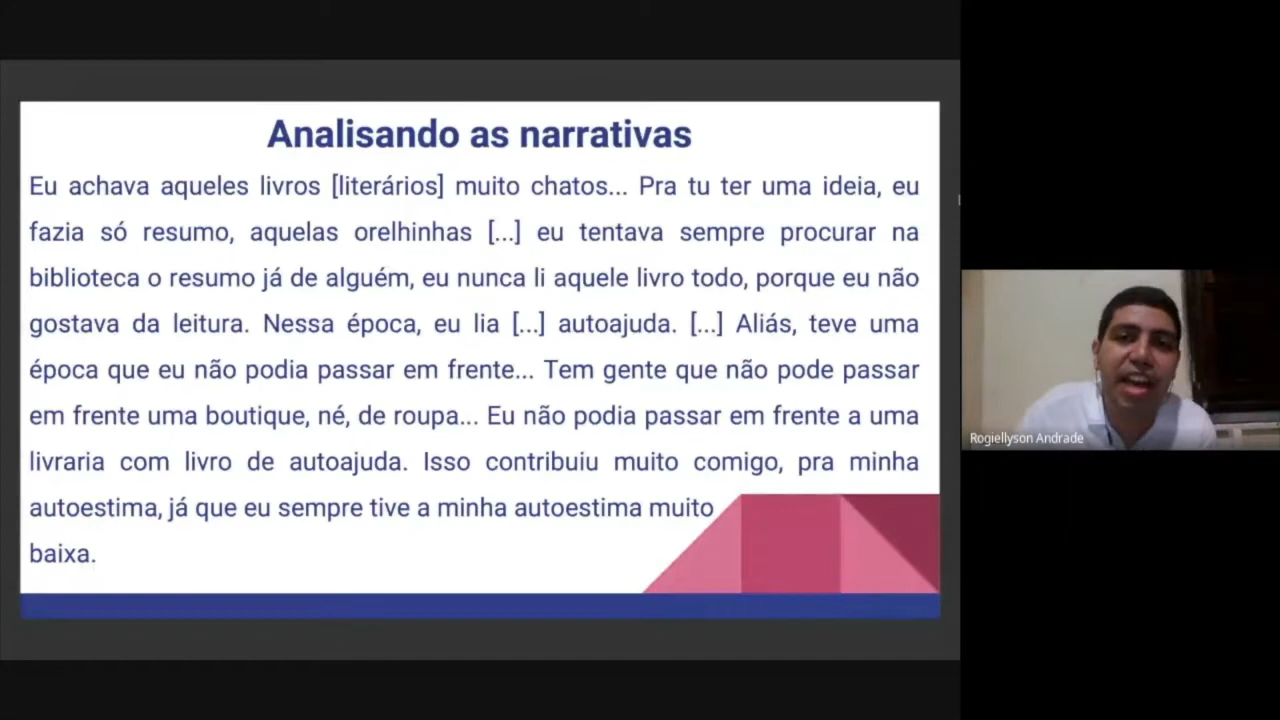 Analisando as narrativas
Eu achava aqueles livros [literários] muito chatos... Pra tu ter uma ideia, eu
fazia só resumo, aquelas orelhinhas [...] eu tentava sempre procurar na
biblioteca o resumo já de alguém, eu nunca li aquele livro todo, porque eu não
gostava da leitura. Nessa época, eu lia [...] autoajuda. [...] Aliás, teve uma
época que eu não podia passar em frente... Tem gente que não pode passar
em frente uma boutique, né, de roupa... Eu não podia passar em frente a uma
livraria com livro de autoajuda. Isso contribuiu muito comigo, pra minha
autoestima, já que eu sempre tive a minha autoestima muito
baixa.
Rogiellyson Andrade